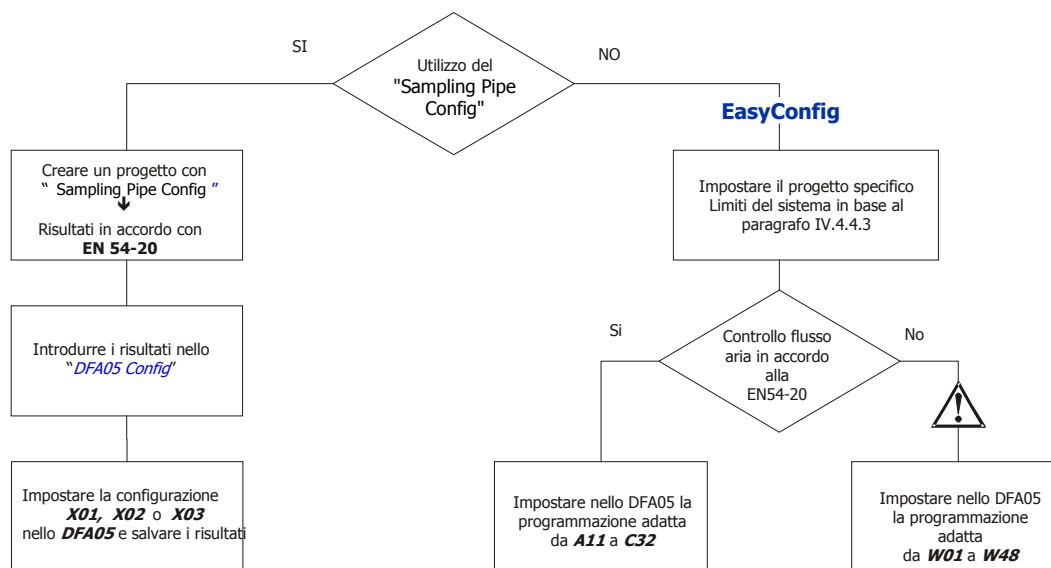 SI
Utilizzo del
"Sampling Pipe
Config"
NO
EasyConfig
Creare un progetto con
“ Sampling Pipe Config ”
Risultati in accordo con
EN 54-20
Impostare il progetto specifico
Limiti del sistema in base al
paragrafo IV.4.4.3
Introdurre i risultati nello
“DFA05 Config”
Si
Controllo flusso
aria in accordo
alla
EN54-20
No
Impostare la configurazione
X01, X02 o X03
nello DFA05 e salvare i risultati
Impostare nello DFA05 la
programmazione adatta
da A11 a C32
Impostare nello DFA05
la programmazione
adatta
da W01 a W48